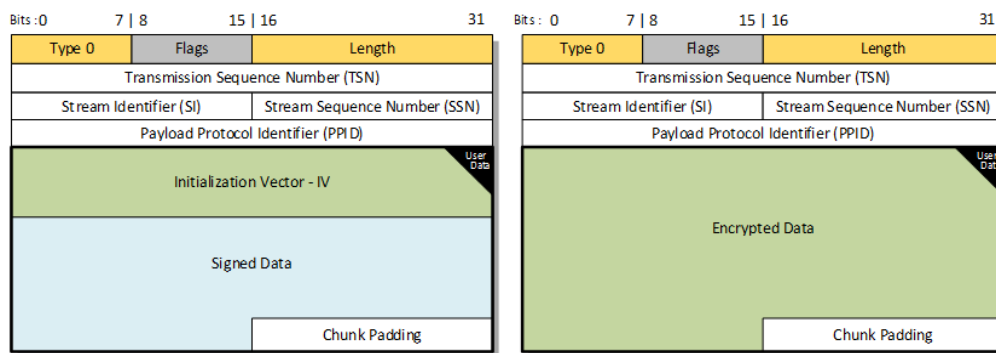 Bits: 0 7 | 8 15 | 16 31
Type 0 Flags Length
Transmission Sequence Number (TSN)
Stream Identifier (SI) Stream Sequence Number (SSN)
Payload Protocol Identifier (PPID)
User
Data
Initialization Vector - IV
Signed Data
Chunk Padding
Bits: 0 7 | 8 15 | 16 31
Type 0 Flags Length
Transmission Sequence Number (TSN)
Stream Identifier (SI) Stream Sequence Number (SSN)
Payload Protocol Identifier (PPID)
User
Data
Encrypted Data
Chunk Padding